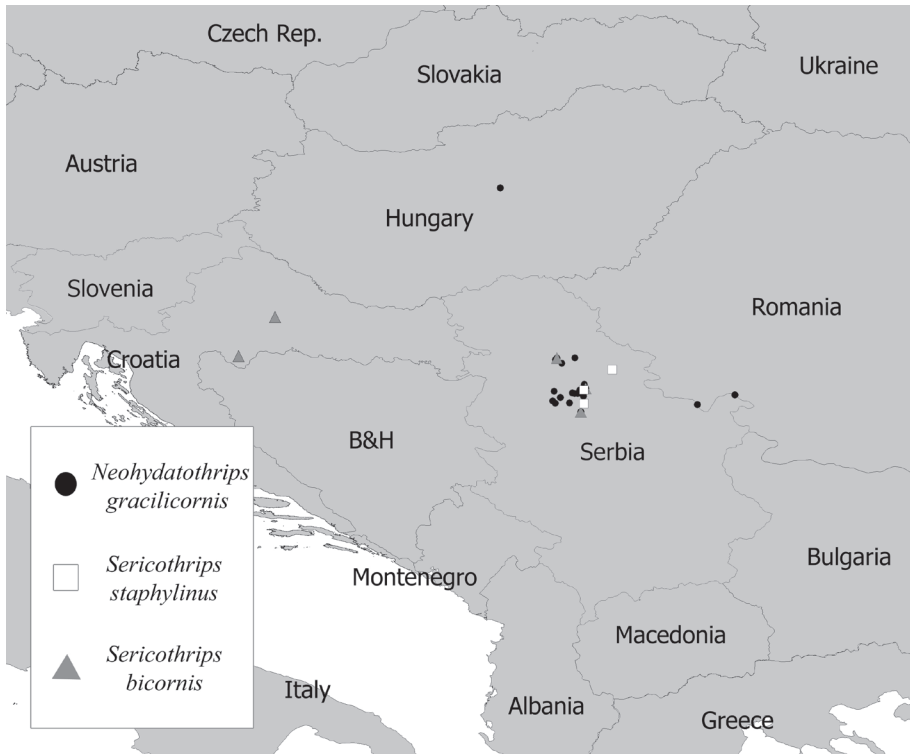 Czech Rep.
Slovakia
Ukraine
Austria
Hungary
Slovenia
Romania
Croatia
B&H
Serbia
Neohydatothrips
gracilicornis
Sericothrips
staphylinus
Sericothrips
bicornis
Bulgaria
Montenegro
Macedonia
Italy
Albania
Greece